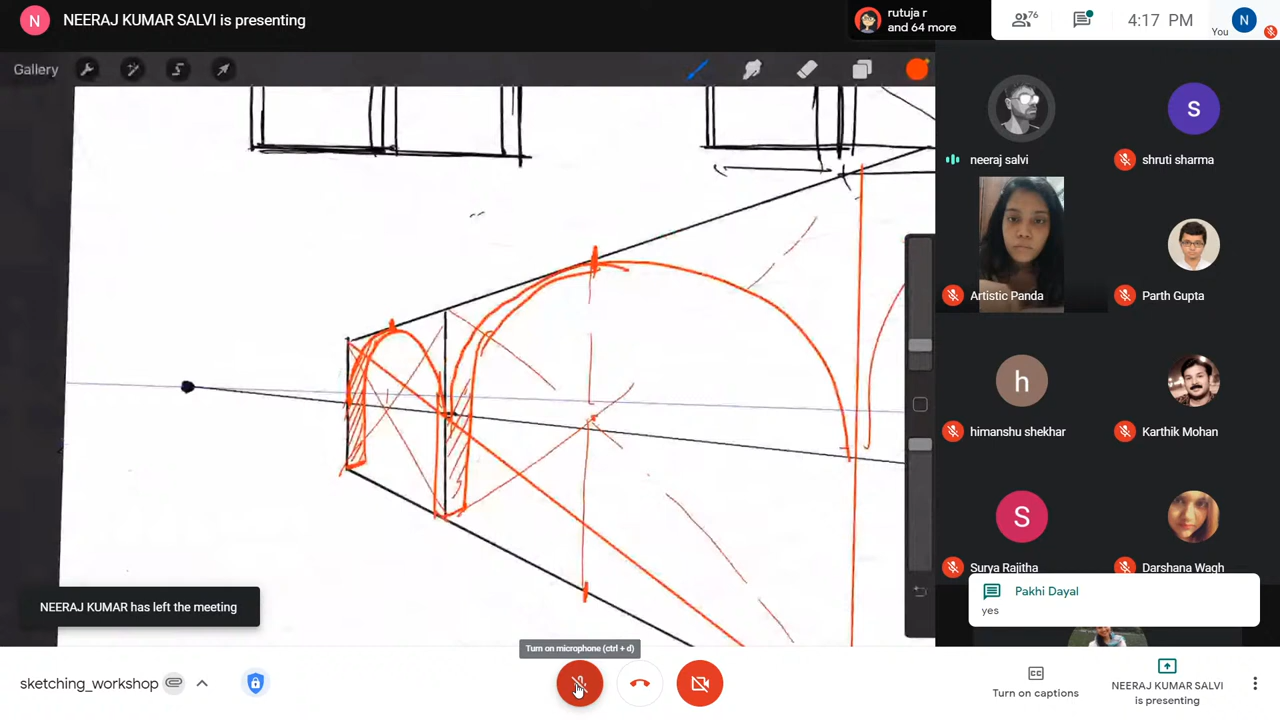 N NEERAJ KUMAR SALVI is presenting
rutuja r
and 64 more
76
4:17 PM
You
N
Gallery
neeraj salvi
S
shruti sharma
Artistic Panda
Parth Gupta
h
himanshu shekhar
Karthik Mohan
S
Surya Rajitha
Darshana Wagh
Pakhi Dayal
yes
NEERAJ KUMAR has left the meeting
Turn on microphone (ctrl + d)
sketching_workshop
Turn on captions
NEERAJ KUMAR SALVI
is presenting